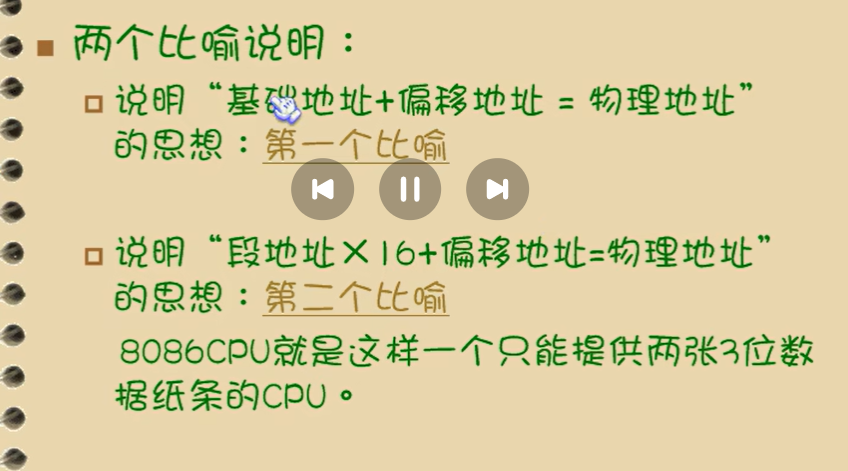 两个比喻说明：
说明“基础地址+偏移地址 = 物理地址”
的思想：第一个比喻
说明“段地址×16+偏移地址=物理地址”
的思想：第二个比喻
8086CPU就是这样一个只能提供两张3位数
据纸条的CPU。